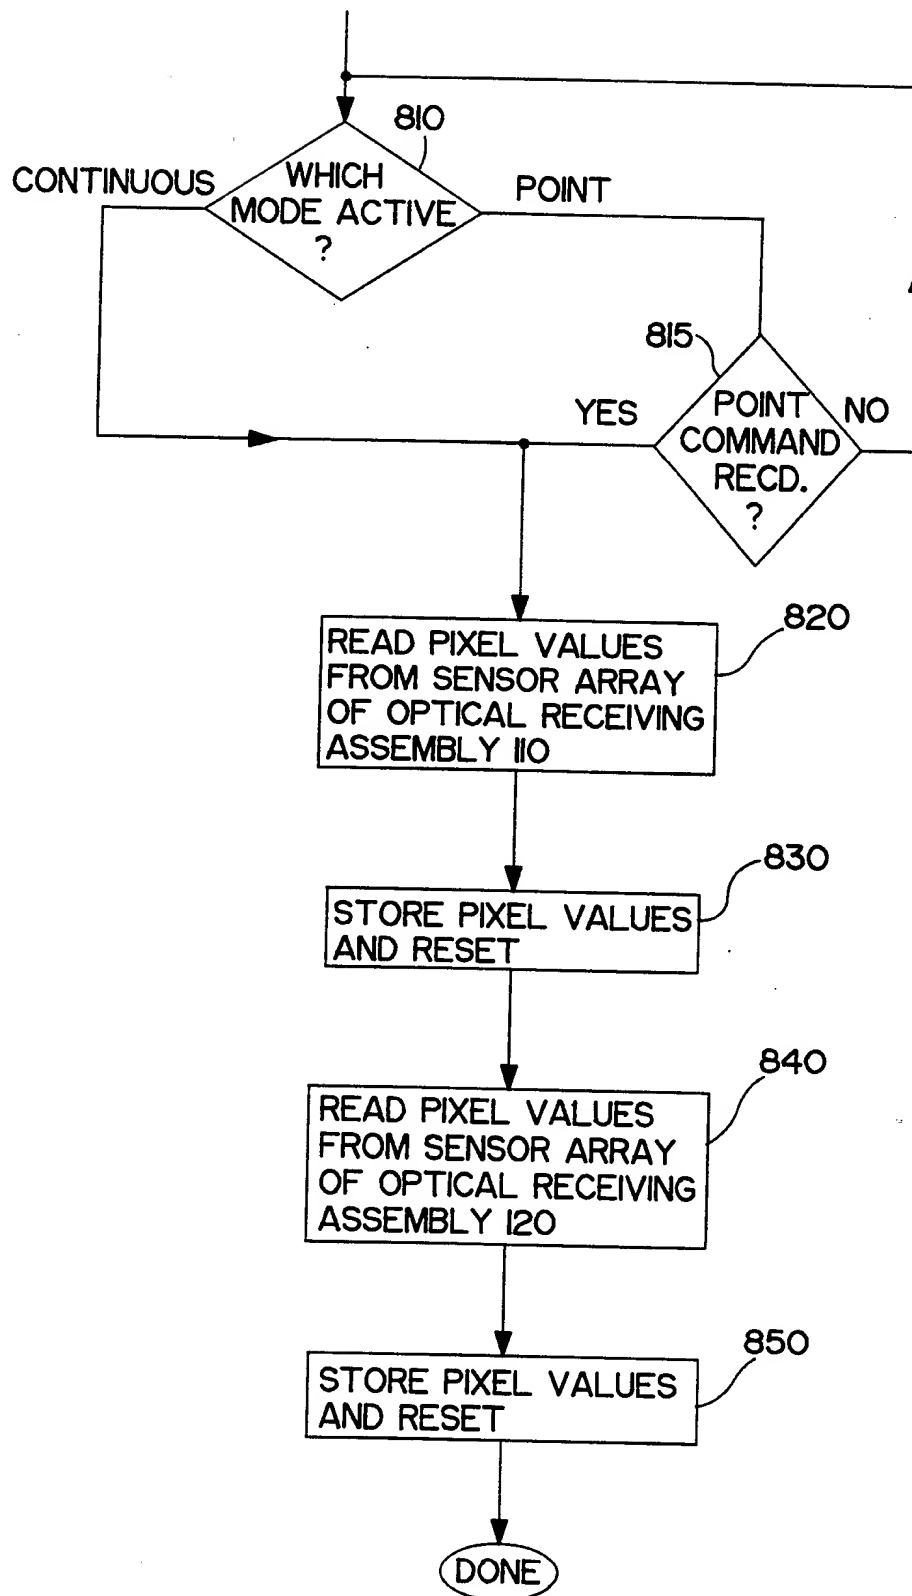 810
CONTINUOUS
WHICH
MODE ACTIVE
?
POINT
815
YES
POINT
COMMAND
RECD.
?
NO
820
READ PIXEL VALUES
FROM SENSOR ARRAY
OF OPTICAL RECEIVING
ASSEMBLY 110
830
STORE PIXEL VALUES
AND RESET
840
READ PIXEL VALUES
FROM SENSOR ARRAY
OF OPTICAL RECEIVING
ASSEMBLY 120
850
STORE PIXEL VALUES
AND RESET
DONE